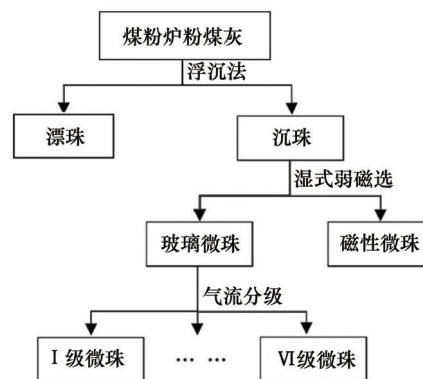 煤粉炉粉煤灰
浮沉法
漂珠
沉珠
湿式弱磁选
玻璃微珠
磁性微珠
气流分级
Ⅰ级微珠
… …
Ⅵ级微珠